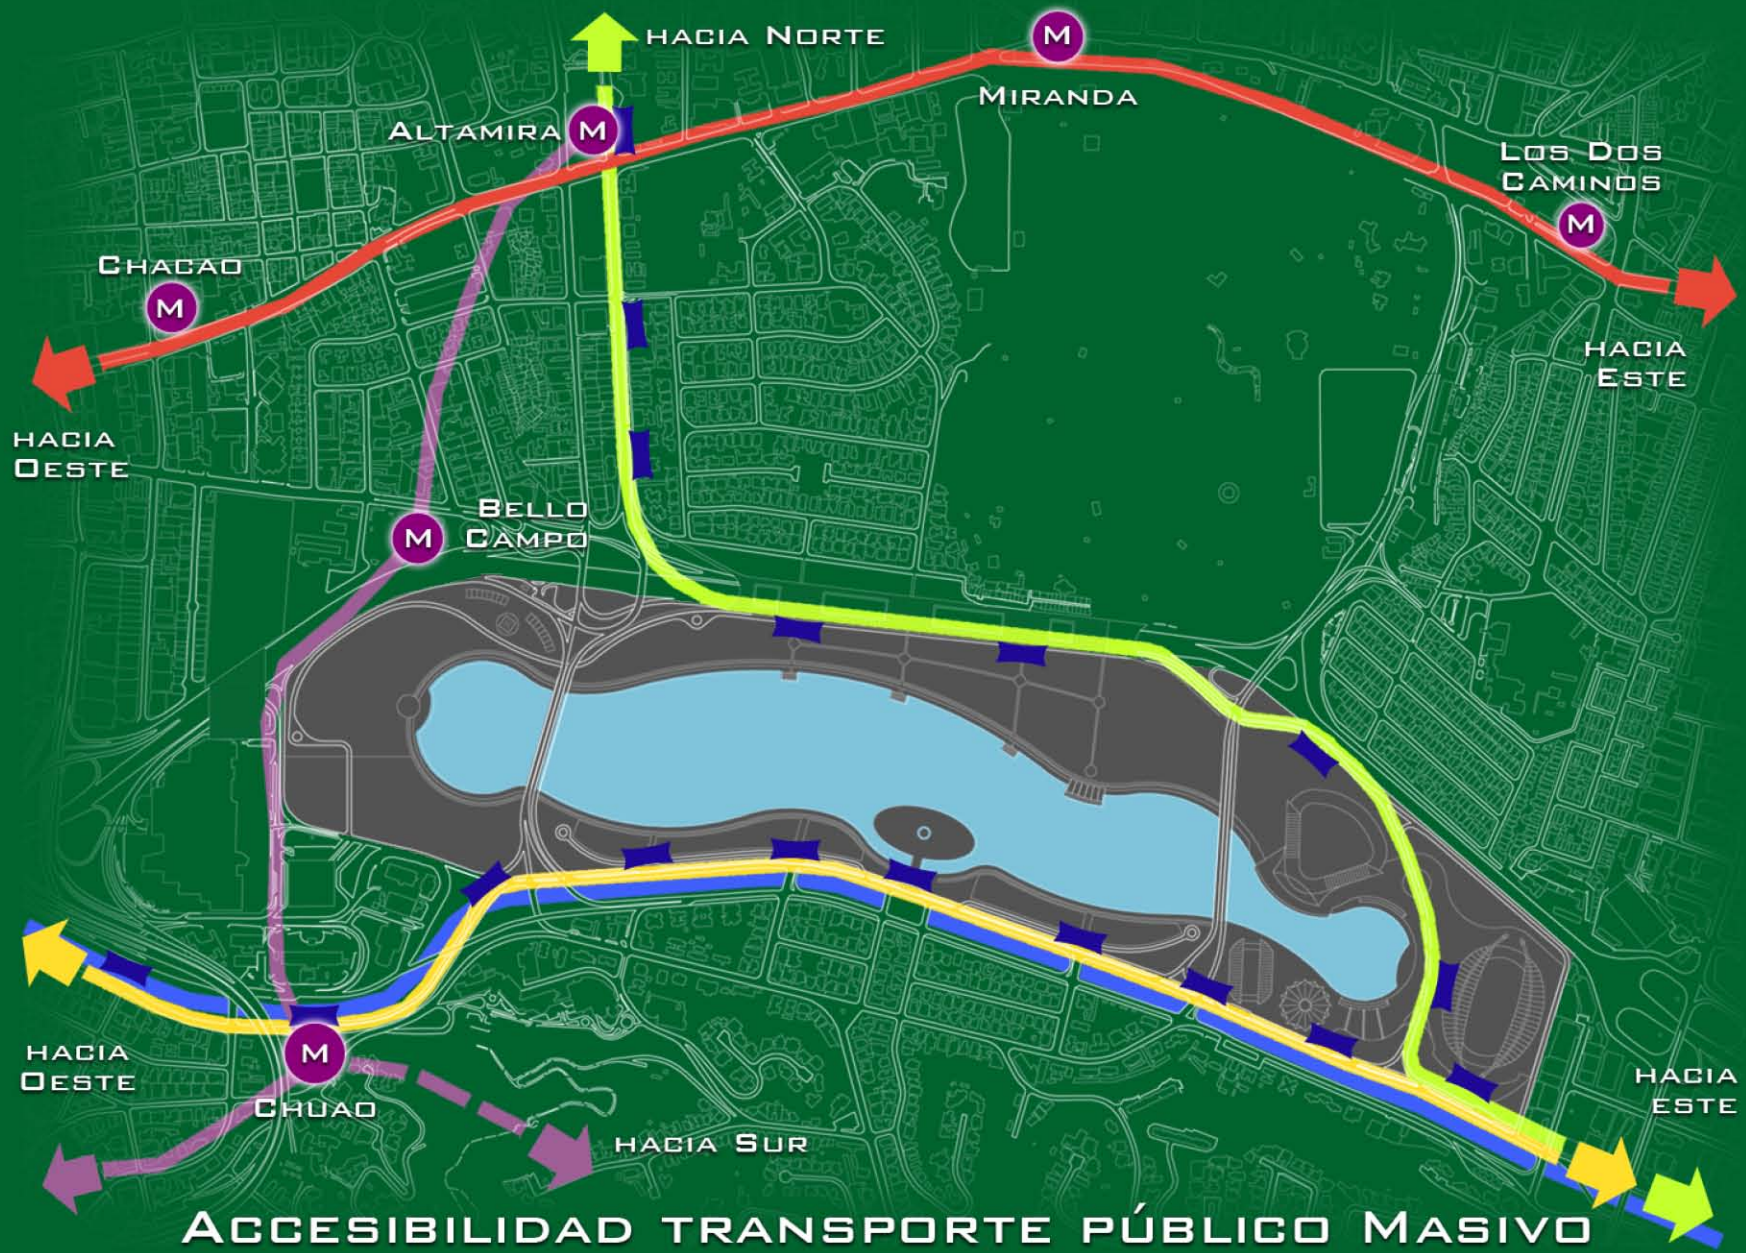 HACIA NORTE
M
MIRANDA
ALTAMIRA M
LOS DOS
CAMINOS
M
CHACAO
M
HACIA
ESTE
HACIA
OESTE
BELLO
CAMPO
M
HACIA
OESTE
M
CHUAO
HACIA
ESTE
HACIA SUR
ACCESIBILIDAD TRANSPORTE PÚBLICO MASIVO